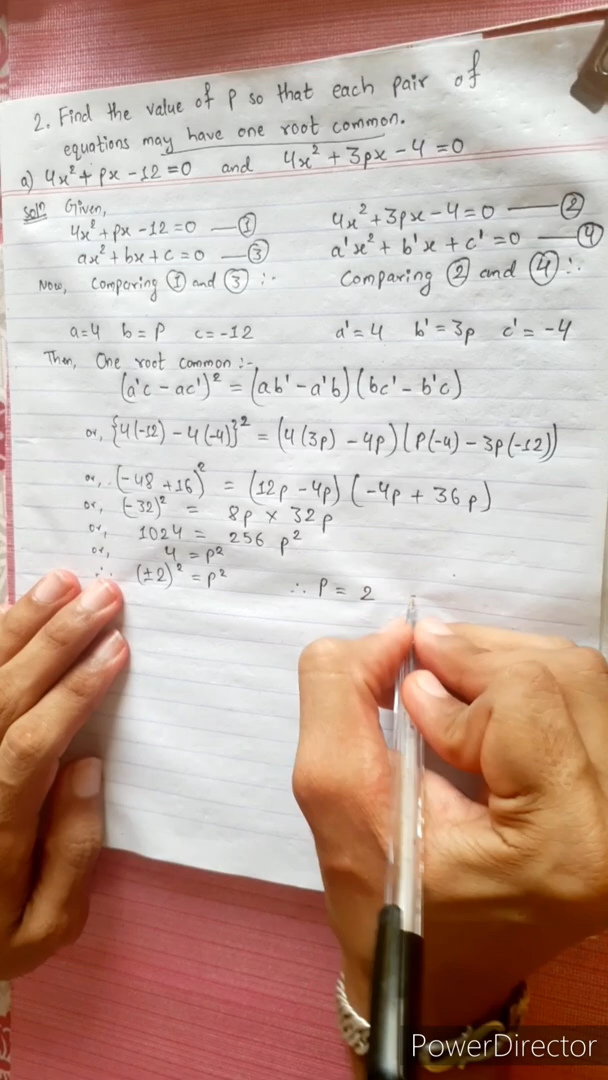 2. Find the value of P so that each pair of
equations may have one root common.
a) 4x² + px - 12 = 0 and 4x² + 3px - 4 = 0
Solⁿ Given,
4x² + px - 12 = 0 — ①
4x² + 3px - 4 = 0 — ②
ax² + bx + c = 0 — ③
a'x² + b'x + c' = 0 — ④
Now, Comparing ① and ③ :-
Comparing ② and ④ :-
a = 4 b = P c = -12
a' = 4 b' = 3p c' = -4
Then, One root common :-
(a'c - ac')² = (ab' - a'b) (bc' - b'c)
or, {4(-12) - 4(-4)}² = (4(3p) - 4p) (P(-4) - 3p(-12))
or, (-48 + 16)² = (12p - 4p) (-4p + 36p)
or, (-32)² = 8p × 32p
or, 1024 = 256 p²
or, 4 = p²
∴ (±2)² = p² ∴ P = 2
PowerDirector